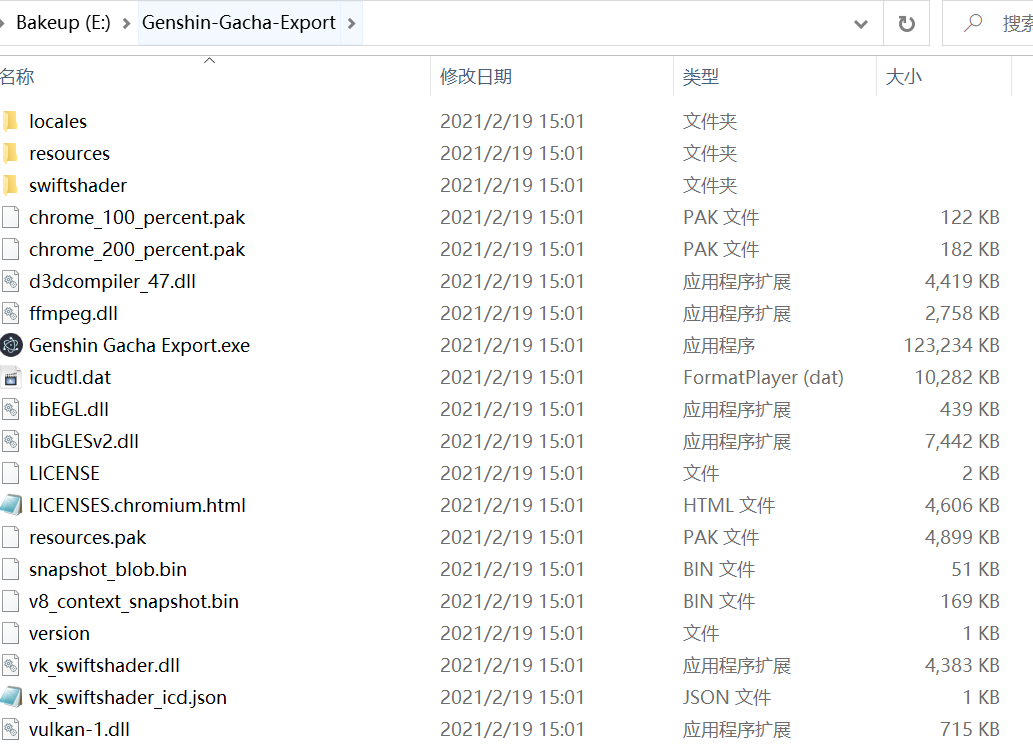 Bakeup (E:) Genshin-Gacha-Export 搜索
名称 修改日期 类型 大小
locales 2021/2/19 15:01 文件夹
resources 2021/2/19 15:01 文件夹
swiftshader 2021/2/19 15:01 文件夹
chrome_100_percent.pak 2021/2/19 15:01 PAK 文件 122 KB
chrome_200_percent.pak 2021/2/19 15:01 PAK 文件 182 KB
d3dcompiler_47.dll 2021/2/19 15:01 应用程序扩展 4,419 KB
ffmpeg.dll 2021/2/19 15:01 应用程序扩展 2,758 KB
Genshin Gacha Export.exe 2021/2/19 15:01 应用程序 123,234 KB
icudtl.dat 2021/2/19 15:01 FormatPlayer (dat) 10,282 KB
libEGL.dll 2021/2/19 15:01 应用程序扩展 439 KB
libGLESv2.dll 2021/2/19 15:01 应用程序扩展 7,442 KB
LICENSE 2021/2/19 15:01 文件 2 KB
LICENSES.chromium.html 2021/2/19 15:01 HTML 文件 4,606 KB
resources.pak 2021/2/19 15:01 PAK 文件 4,899 KB
snapshot_blob.bin 2021/2/19 15:01 BIN 文件 51 KB
v8_context_snapshot.bin 2021/2/19 15:01 BIN 文件 169 KB
version 2021/2/19 15:01 文件 1 KB
vk_swiftshader.dll 2021/2/19 15:01 应用程序扩展 4,383 KB
vk_swiftshader_icd.json 2021/2/19 15:01 JSON 文件 1 KB
vulkan-1.dll 2021/2/19 15:01 应用程序扩展 715 KB